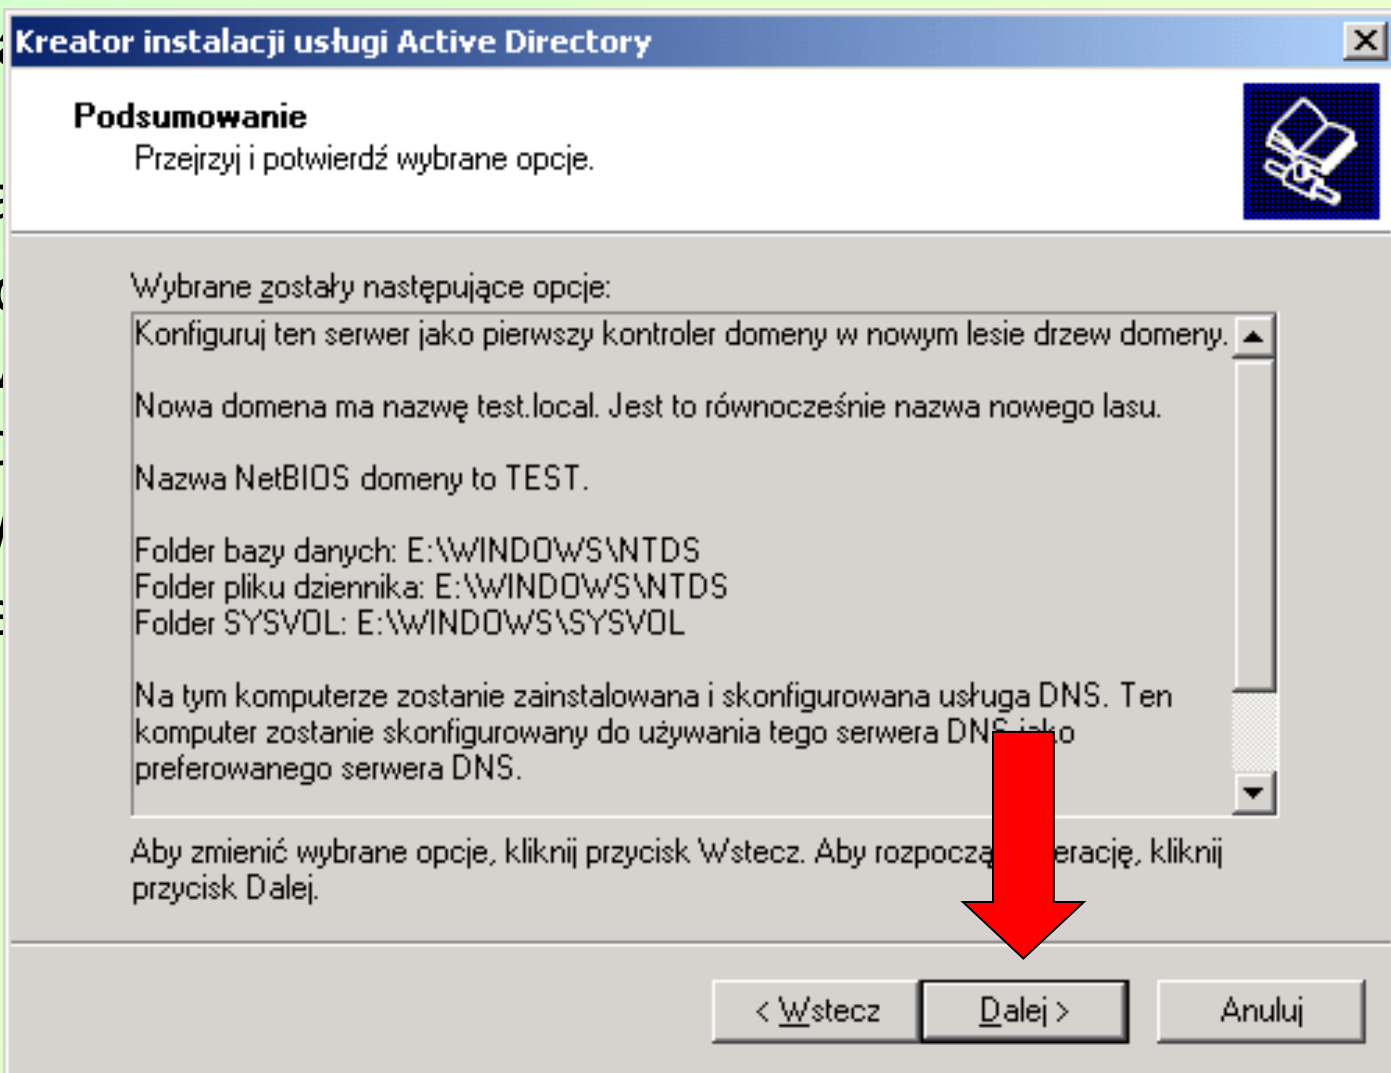 Kreator instalacji usługi Active Directory
Podsumowanie
Przejrzyj i potwierdź wybrane opcje.
Wybrane zostały następujące opcje:
Konfiguruj ten serwer jako pierwszy kontroler domeny w nowym lesie drzew domeny.
Nowa domena ma nazwę test.local. Jest to równocześnie nazwa nowego lasu.
Nazwa NetBIOS domeny to TEST.
Folder bazy danych: E:\WINDOWS\NTDS
Folder pliku dziennika: E:\WINDOWS\NTDS
Folder SYSVOL: E:\WINDOWS\SYSVOL
Na tym komputerze zostanie zainstalowana i skonfigurowana usługa DNS. Ten
komputer zostanie skonfigurowany do używania tego serwera DNS jako
preferowanego serwera DNS.
Aby zmienić wybrane opcje, kliknij przycisk Wstecz. Aby kliknij
przycisk Dalej.
< Wstecz
Dalej >
Anuluj